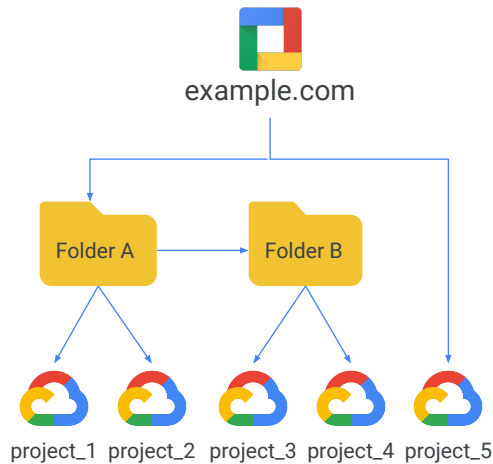 example.com
Folder A
Folder B
project_1
project_2
project_3
project_4
project_5